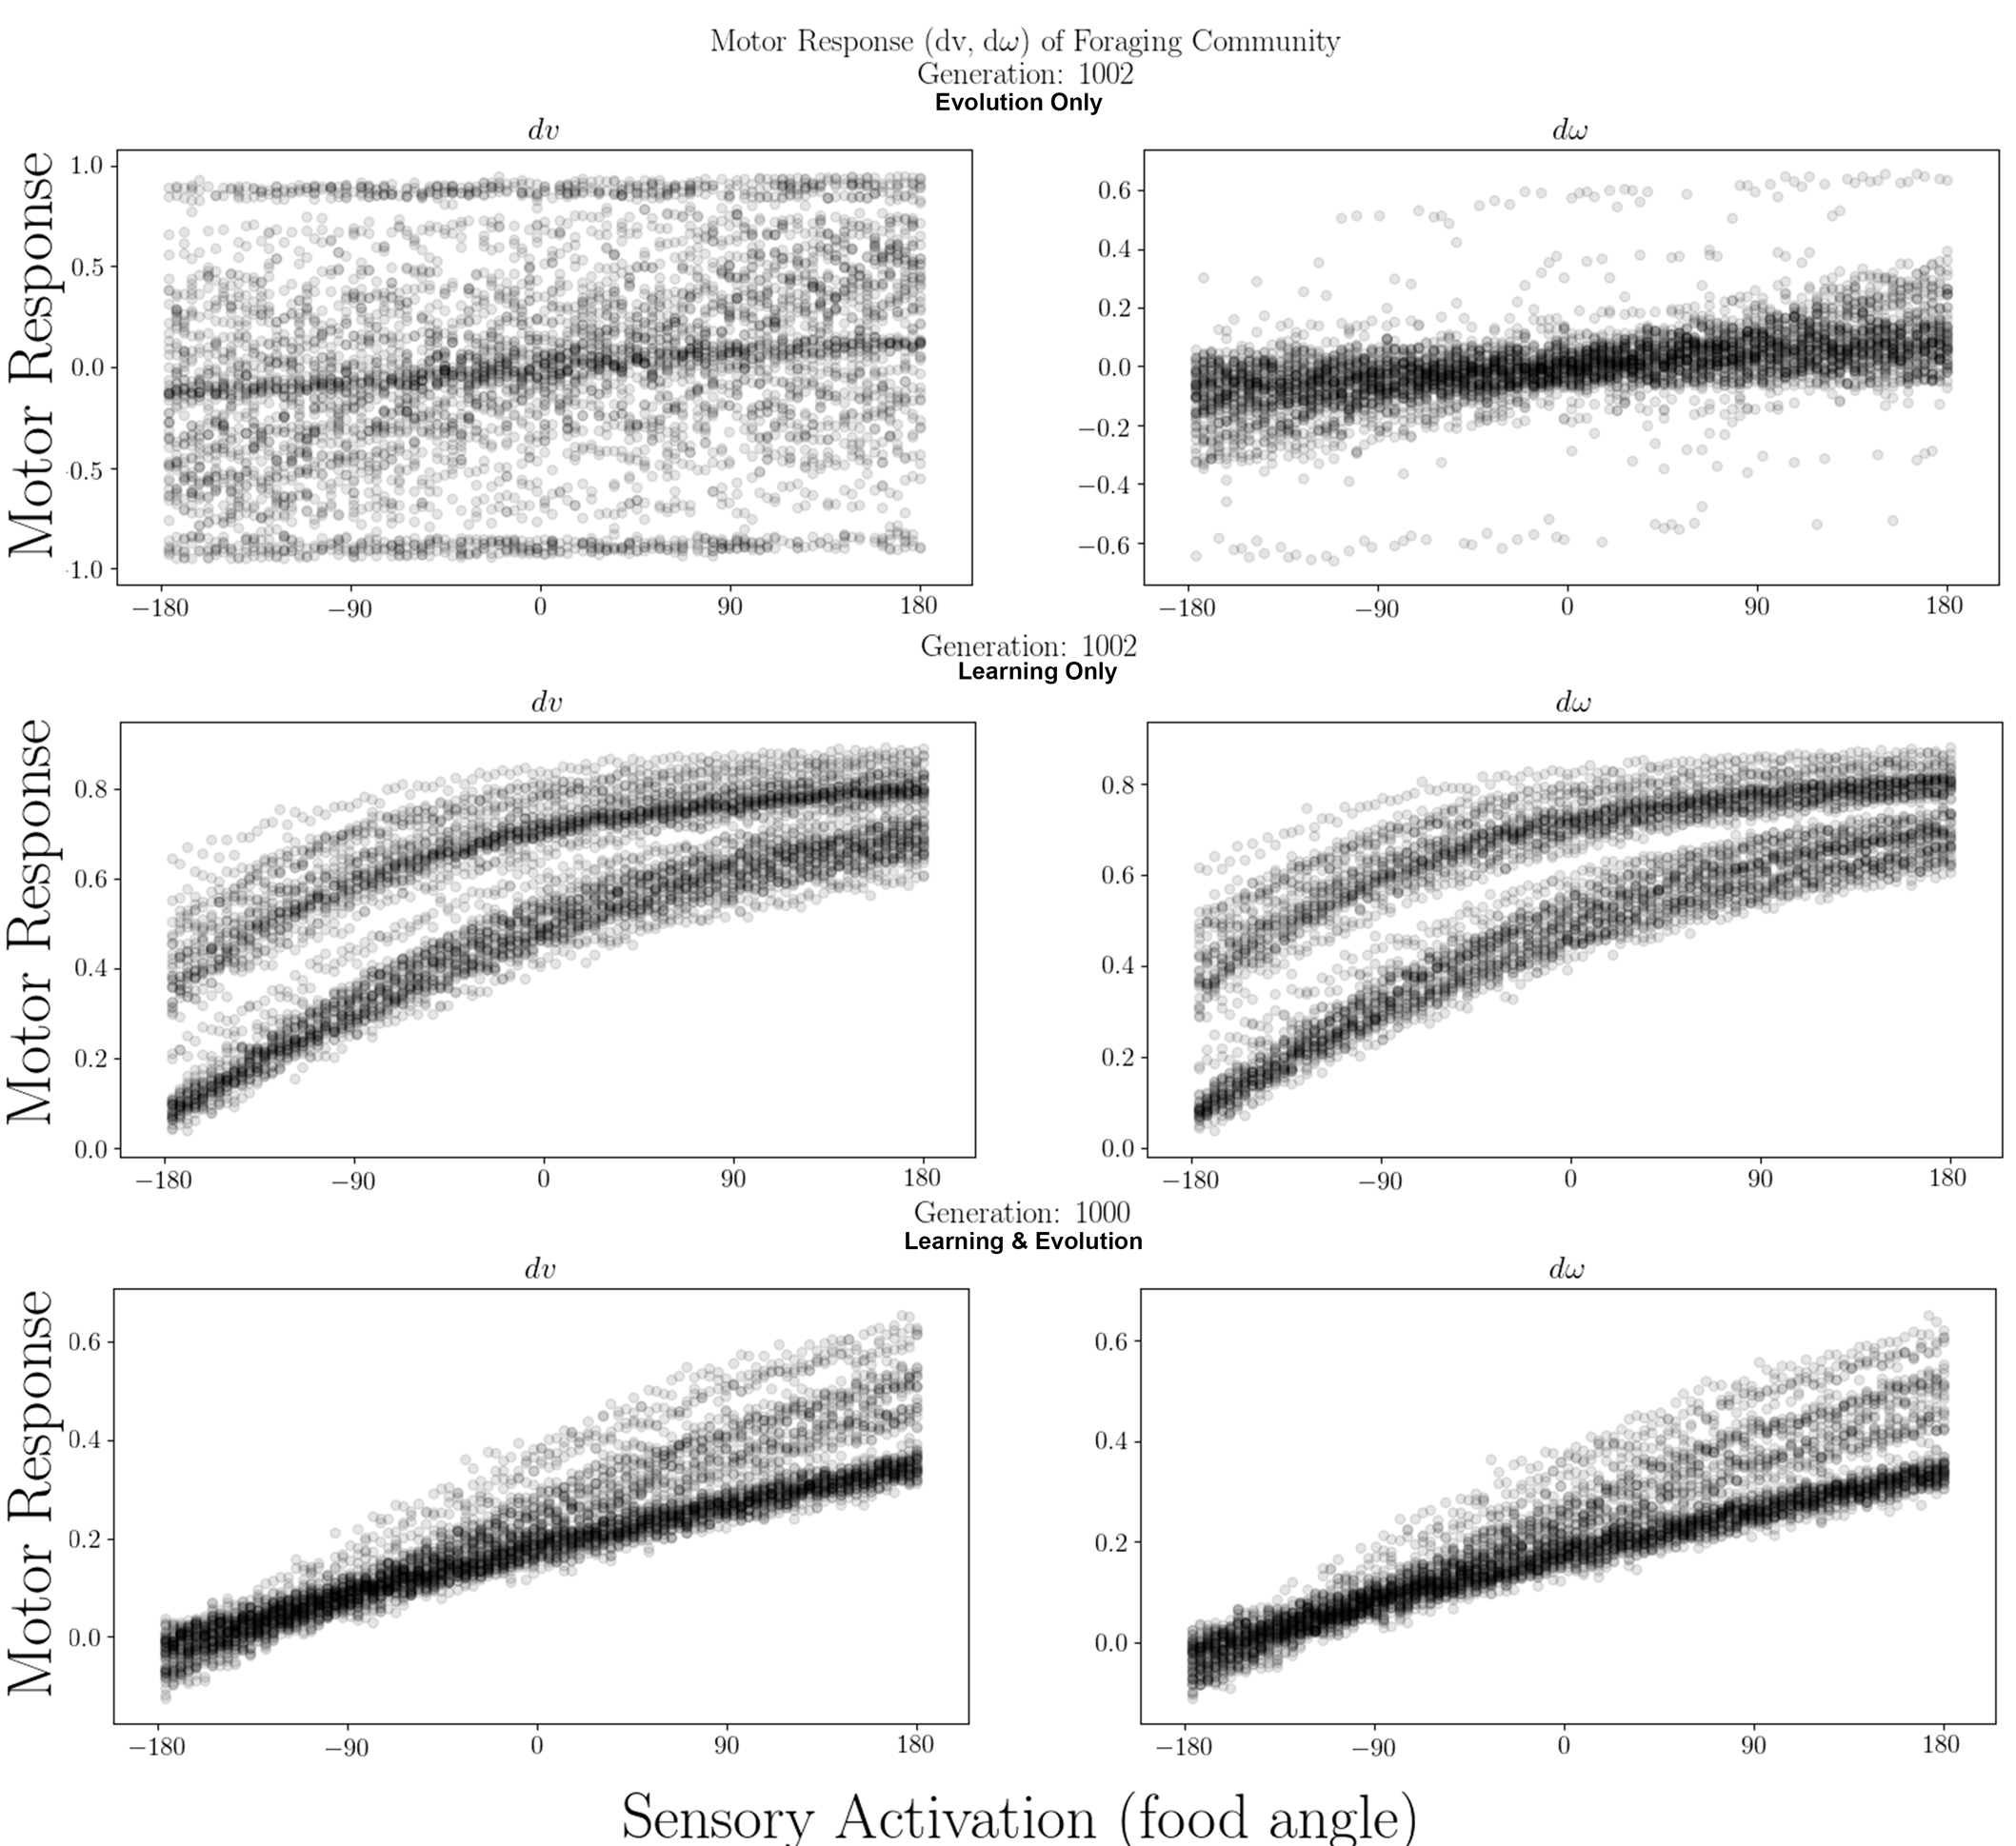 Motor Response (dv, dω) of Foraging Community
Generation: 1002
Evolution Only
dv
dω
Motor Response
1.0
0.5
0.0
·0.5
·1.0
−180 −90 0 90 180
0.6
0.4
0.2
0.0
−0.2
−0.4
−0.6
−180 −90 0 90 180
Generation: 1002
Learning Only
dv
dω
Motor Response
0.8
0.6
0.4
0.2
0.0
−180 −90 0 90 180
0.8
0.6
0.4
0.2
0.0
−180 −90 0 90 180
Generation: 1000
Learning & Evolution
dv
dω
Motor Response
0.6
0.4
0.2
0.0
−180 −90 0 90 180
0.6
0.4
0.2
0.0
−180 −90 0 90 180
Sensory Activation (food angle)